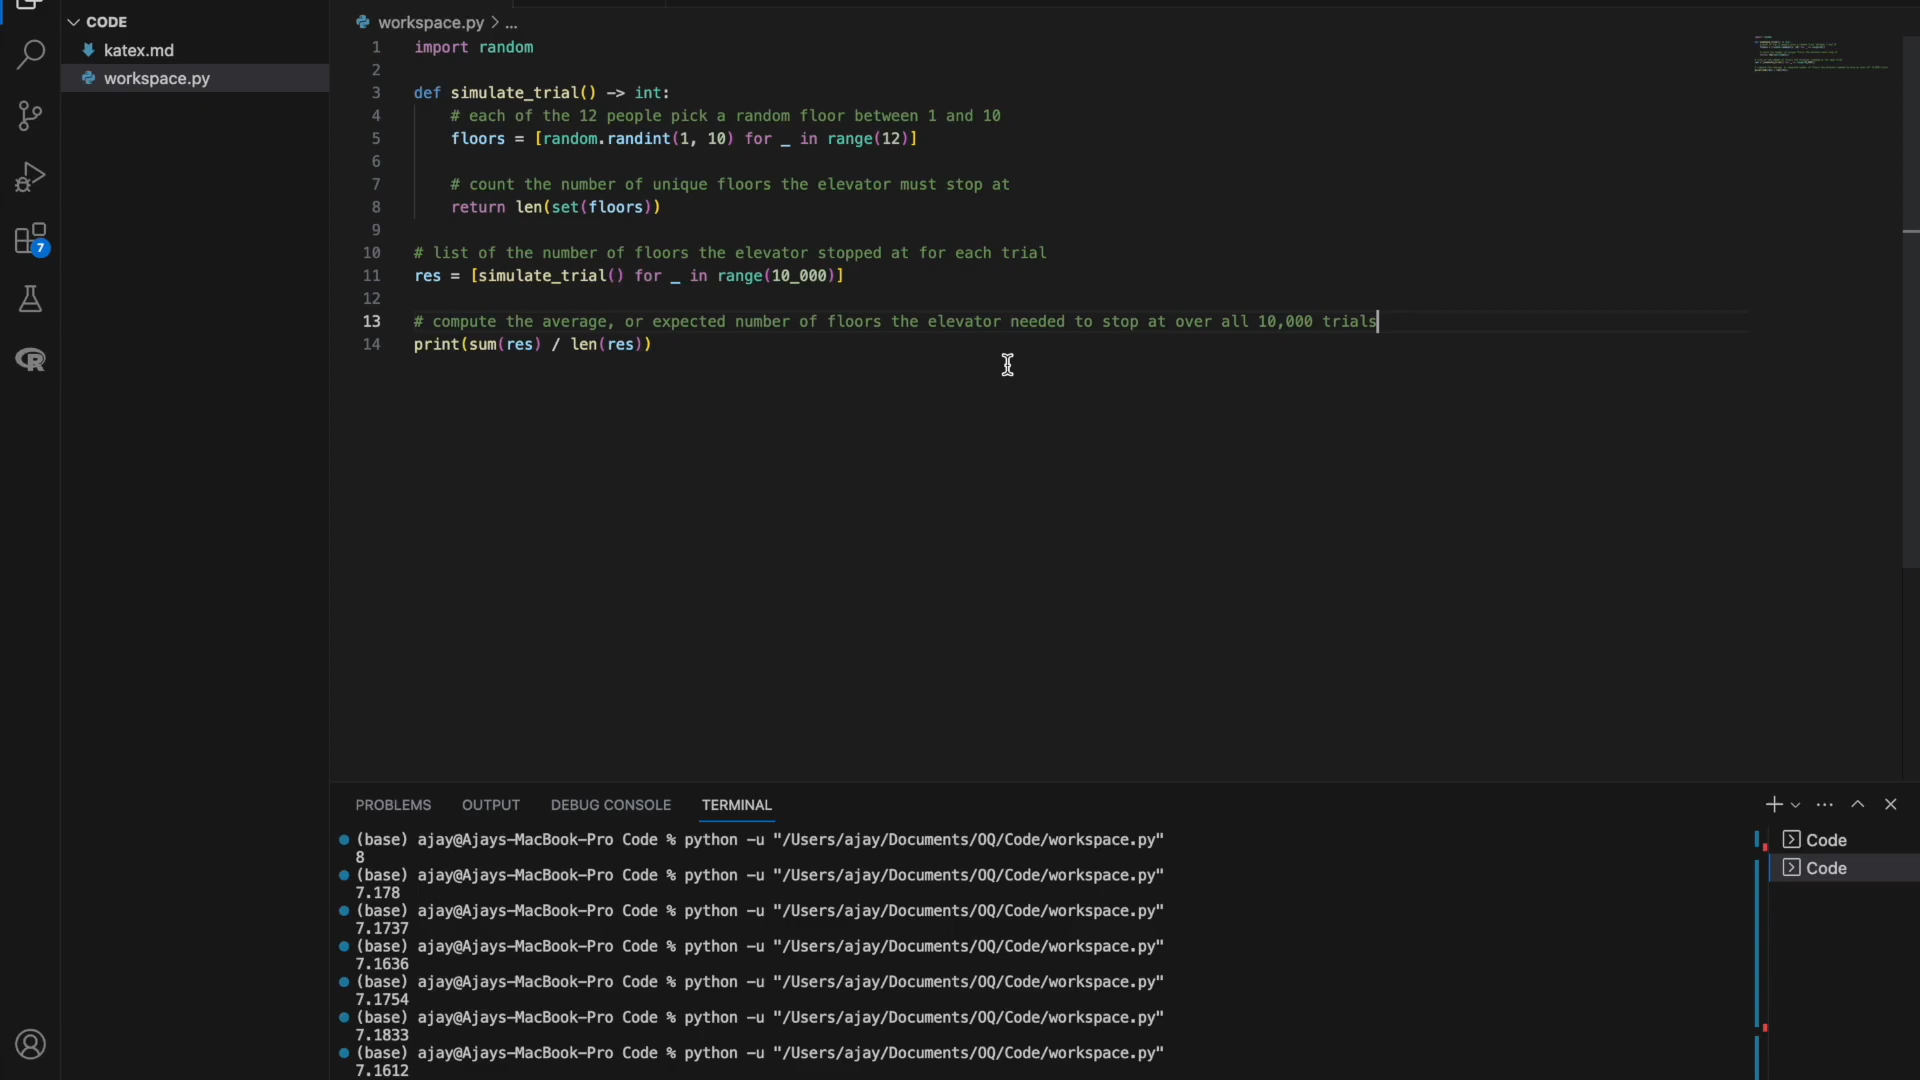 CODE
katex.md
workspace.py
7
workspace.py > ...
1 import random
2
3 def simulate_trial() -> int:
4 # each of the 12 people pick a random floor between 1 and 10
5 floors = [random.randint(1, 10) for _ in range(12)]
6
7 # count the number of unique floors the elevator must stop at
8 return len(set(floors))
9
10 # list of the number of floors the elevator stopped at for each trial
11 res = [simulate_trial() for _ in range(10_000)]
12
13 # compute the average, or expected number of floors the elevator needed to stop at over all 10,000 trials
14 print(sum(res) / len(res))
PROBLEMS OUTPUT DEBUG CONSOLE TERMINAL
(base) ajay@Ajays-MacBook-Pro Code % python -u "/Users/ajay/Documents/OQ/Code/workspace.py"
8
(base) ajay@Ajays-MacBook-Pro Code % python -u "/Users/ajay/Documents/OQ/Code/workspace.py"
7.178
(base) ajay@Ajays-MacBook-Pro Code % python -u "/Users/ajay/Documents/OQ/Code/workspace.py"
7.1737
(base) ajay@Ajays-MacBook-Pro Code % python -u "/Users/ajay/Documents/OQ/Code/workspace.py"
7.1636
(base) ajay@Ajays-MacBook-Pro Code % python -u "/Users/ajay/Documents/OQ/Code/workspace.py"
7.1754
(base) ajay@Ajays-MacBook-Pro Code % python -u "/Users/ajay/Documents/OQ/Code/workspace.py"
7.1833
(base) ajay@Ajays-MacBook-Pro Code % python -u "/Users/ajay/Documents/OQ/Code/workspace.py"
7.1612
Code
Code